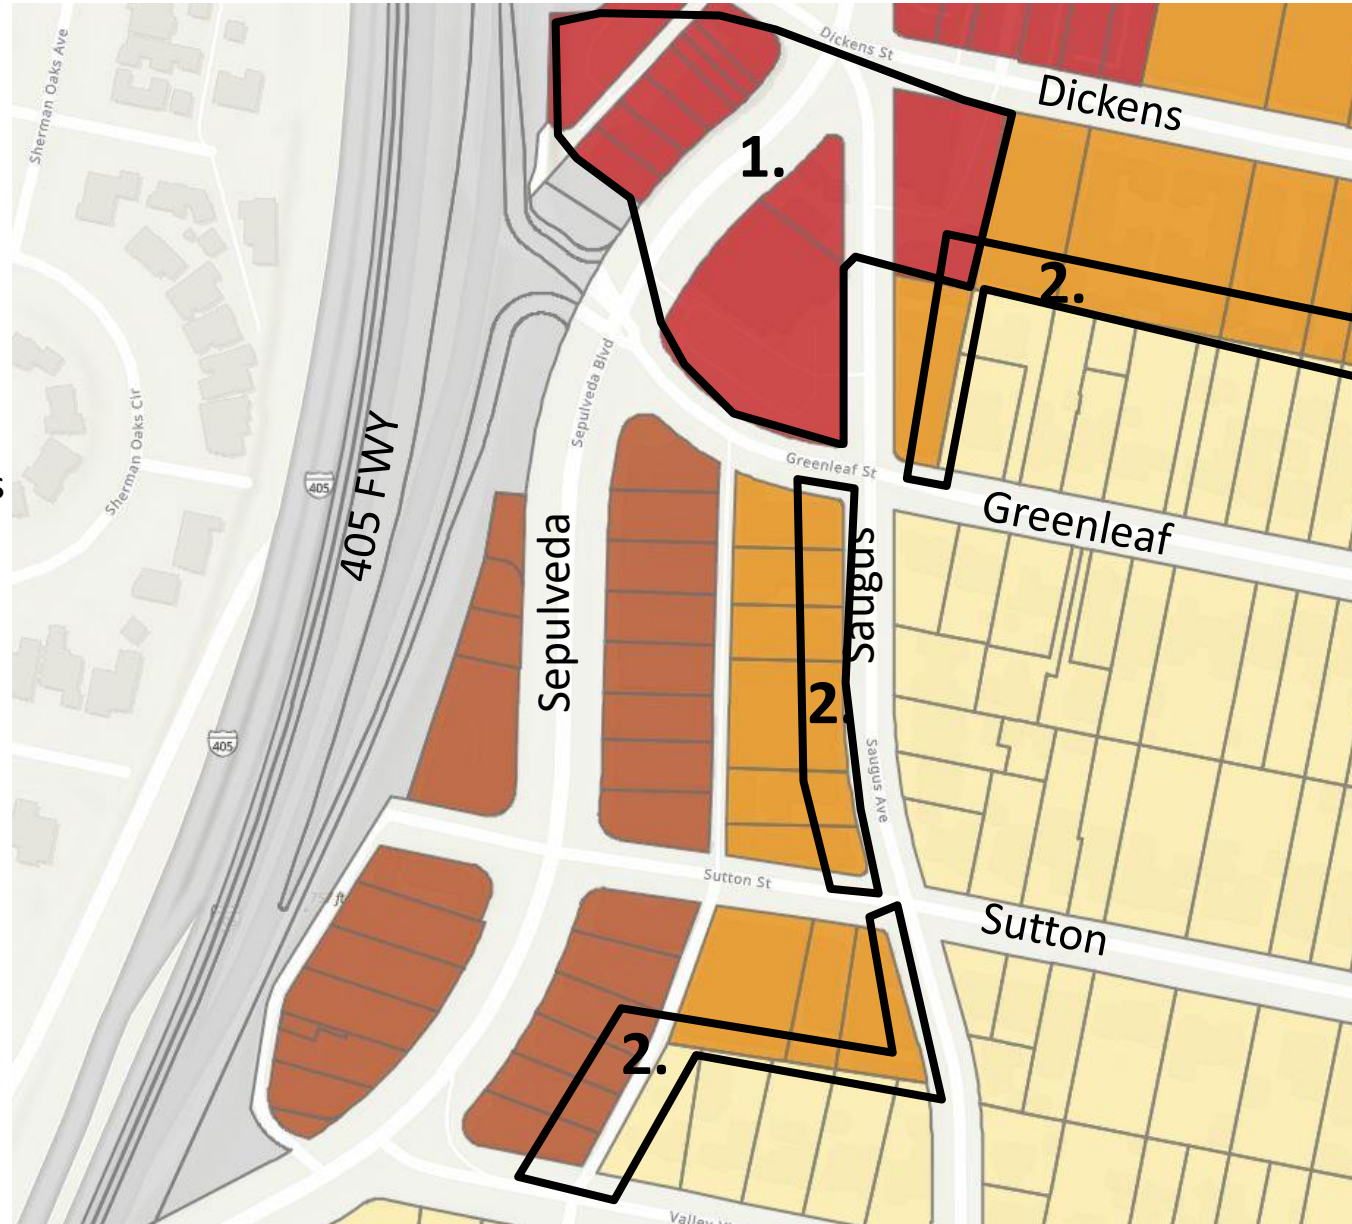 Sherman Oaks Ave
Dickens St
Dickens
1.
2.
Sepulveda Blvd
Sherman Oaks Cir
405 FWY
405
Greenleaf St
Greenleaf
Sepulveda
Saugus
2.
405
Saugus Ave
Sutton St
Sutton
2.
Valley